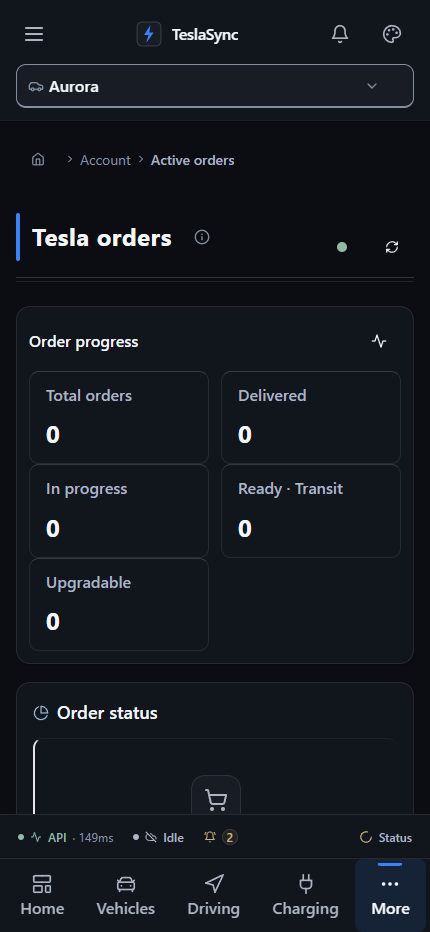 TeslaSync
Aurora
Account > Active orders
Tesla orders
Order progress
Total orders
0
Delivered
0
In progress
0
Ready · Transit
0
Upgradable
0
Order status
API · 149ms
Idle
2
Status
Home
Vehicles
Driving
Charging
More